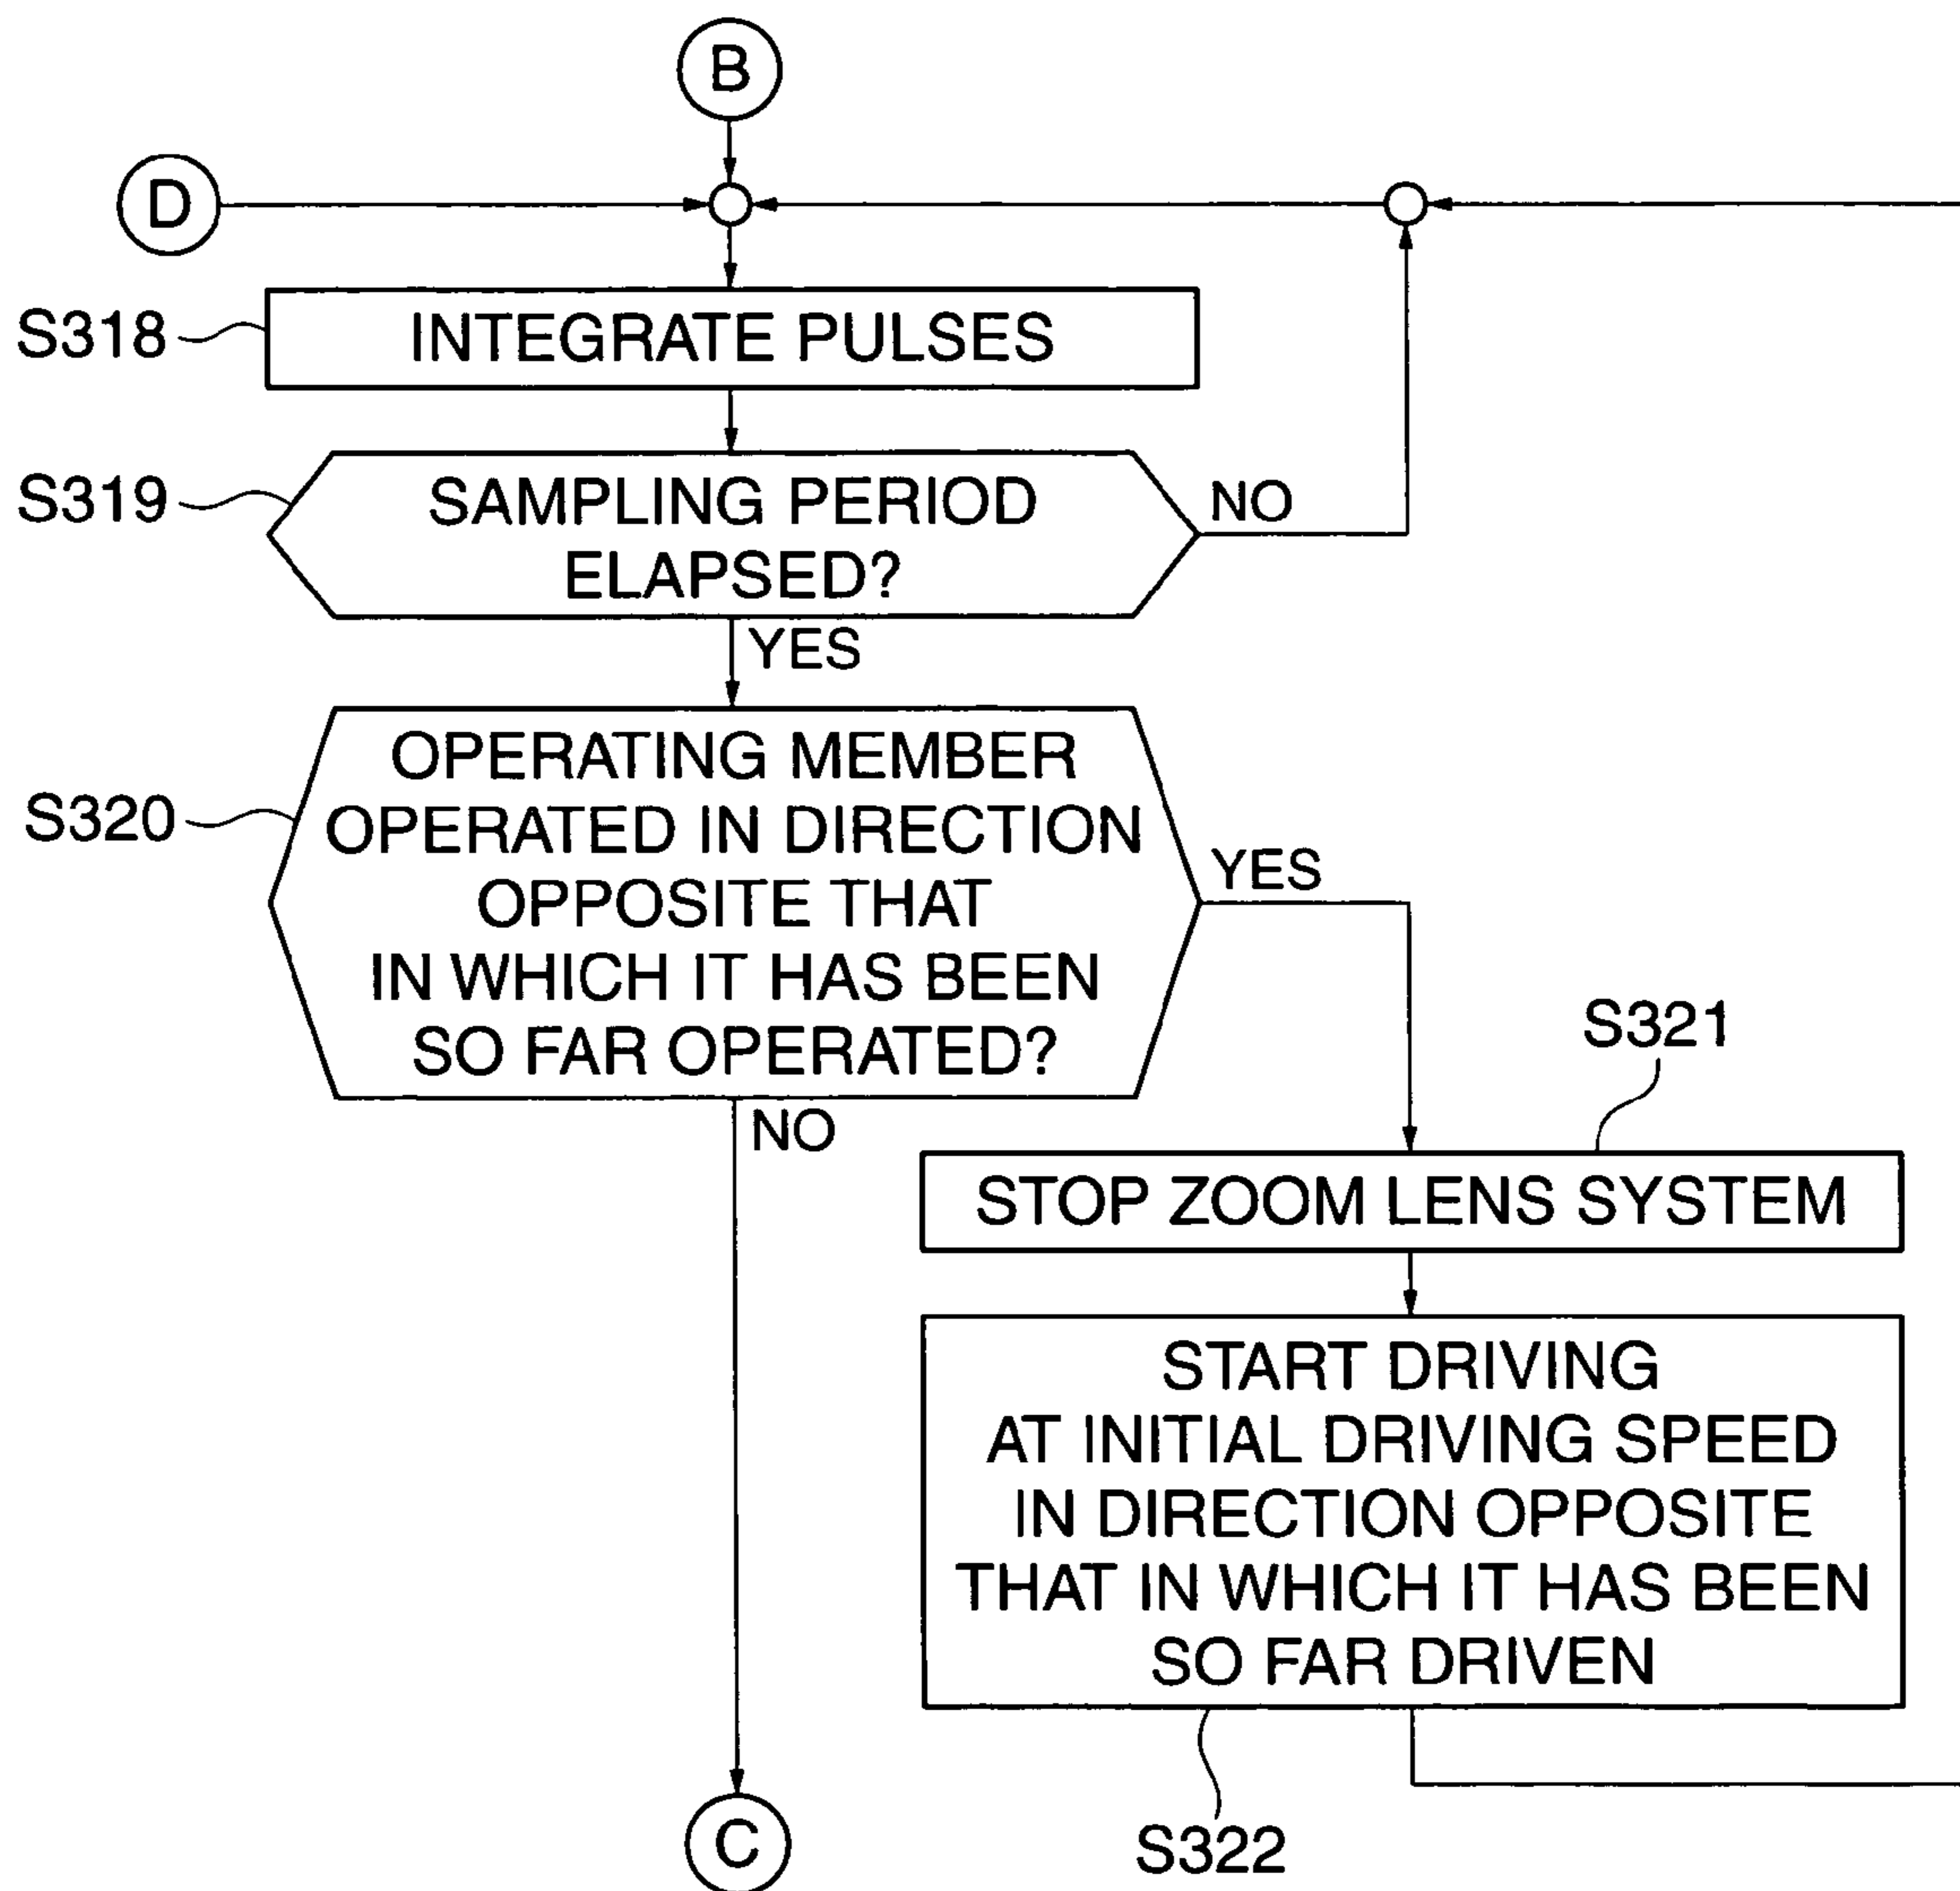 B
D
S318
INTEGRATE PULSES
S319
SAMPLING PERIOD
ELAPSED?
NO
YES
S320
OPERATING MEMBER
OPERATED IN DIRECTION
OPPOSITE THAT
IN WHICH IT HAS BEEN
SO FAR OPERATED?
YES
NO
S321
STOP ZOOM LENS SYSTEM
START DRIVING
AT INITIAL DRIVING SPEED
IN DIRECTION OPPOSITE
THAT IN WHICH IT HAS BEEN
SO FAR DRIVEN
S322
C